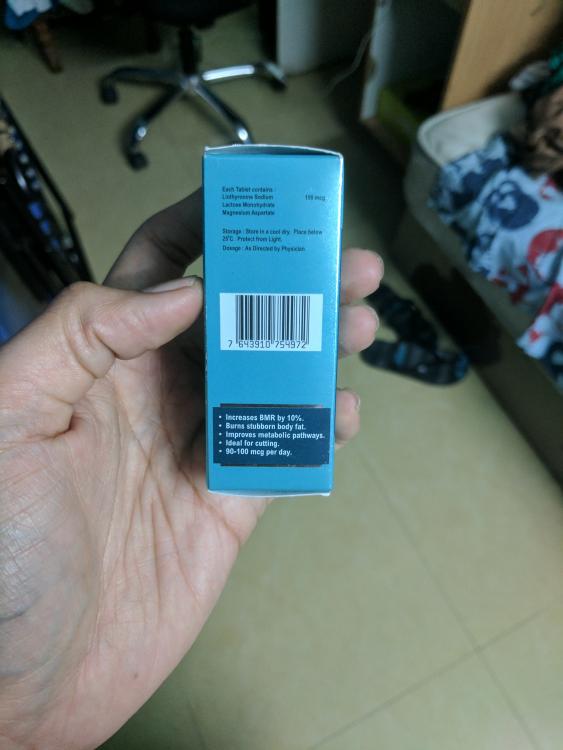 Each Tablet contains :
Liothyronine Sodium 100 mcg
Lactose Monohydrate
Magnesium Aspartate
Storage : Store in a cool dry. Place below
25°C Protect from Light.
Dosage : As Directed by Physician
7 643910 754972
• Increases BMR by 10%.
• Burns stubborn body fat.
• Improves metabolic pathways.
• Ideal for cutting.
• 90-100 mcg per day.